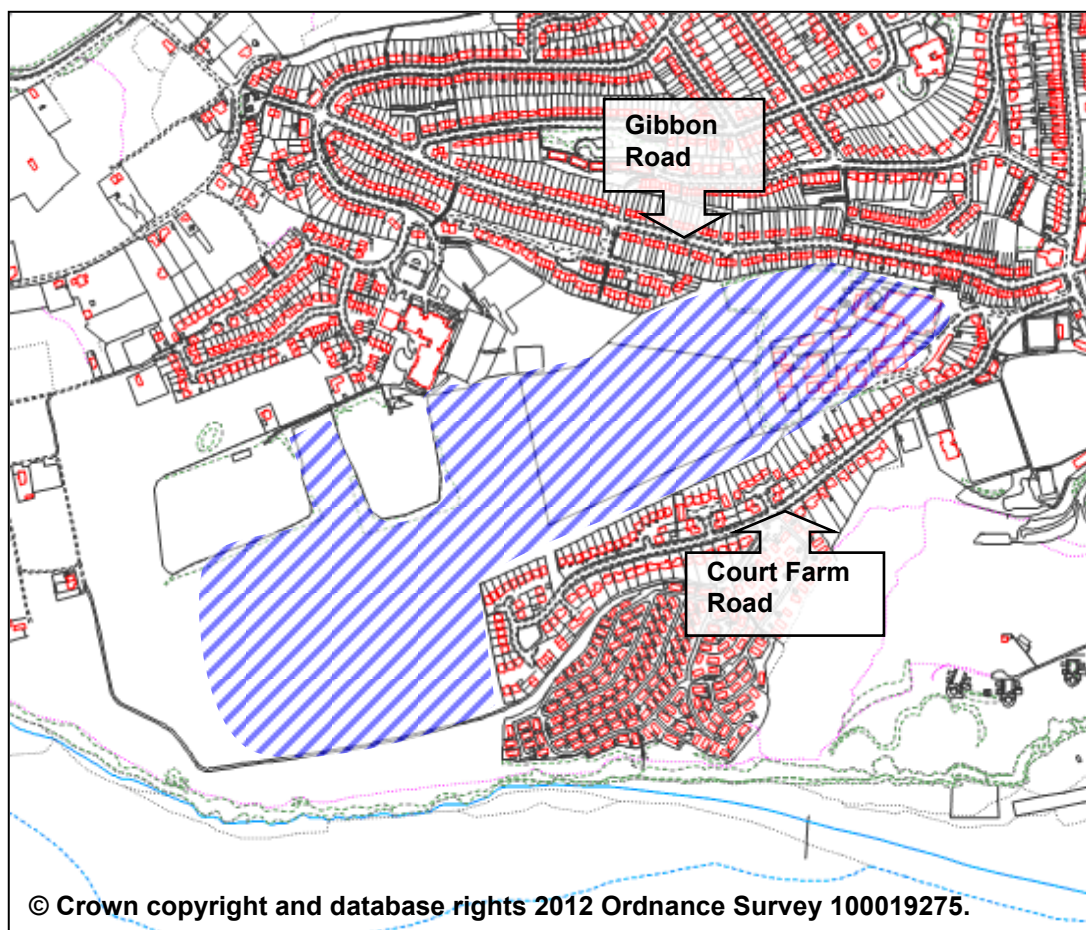 Gibbon
Road
Court Farm
Road
© Crown copyright and database rights 2012 Ordnance Survey 100019275.